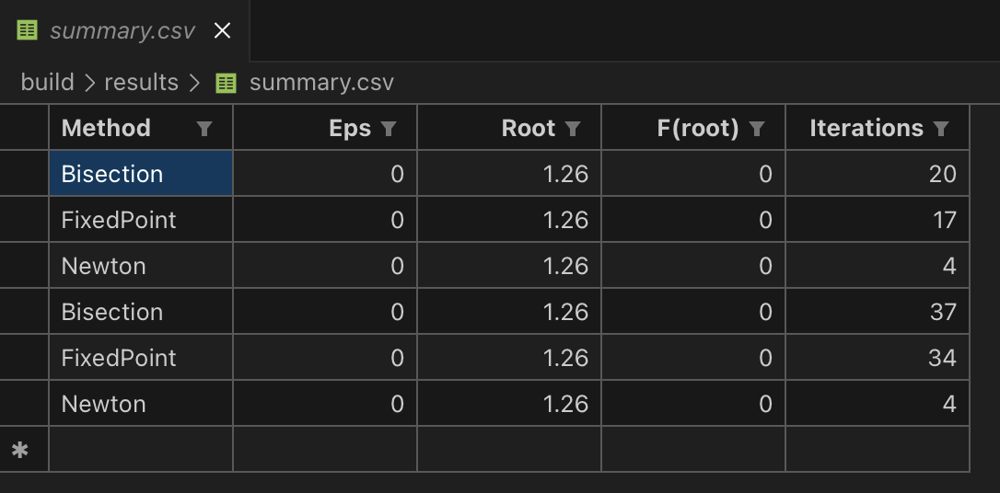 summary.csv
build > results > summary.csv
Method Eps Root F(root) Iterations
Bisection 0 1.26 0 20
FixedPoint 0 1.26 0 17
Newton 0 1.26 0 4
Bisection 0 1.26 0 37
FixedPoint 0 1.26 0 34
Newton 0 1.26 0 4
✱